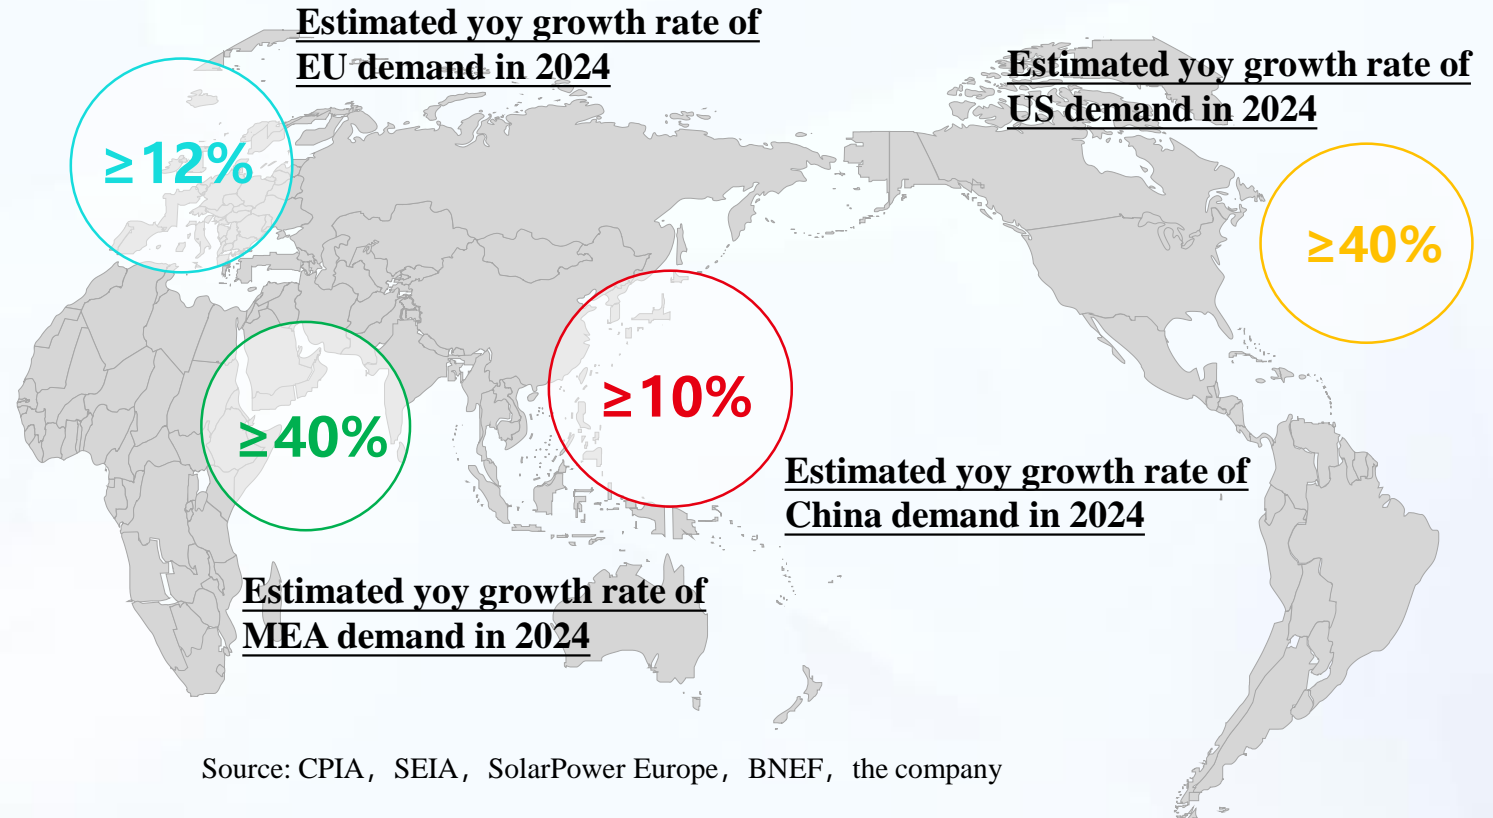 Estimated yoy growth rate of
EU demand in 2024
≥12%
Estimated yoy growth rate of
US demand in 2024
≥40%
≥40%
Estimated yoy growth rate of
MEA demand in 2024
≥10%
Estimated yoy growth rate of
China demand in 2024
Source: CPIA，SEIA，SolarPower Europe，BNEF，the company